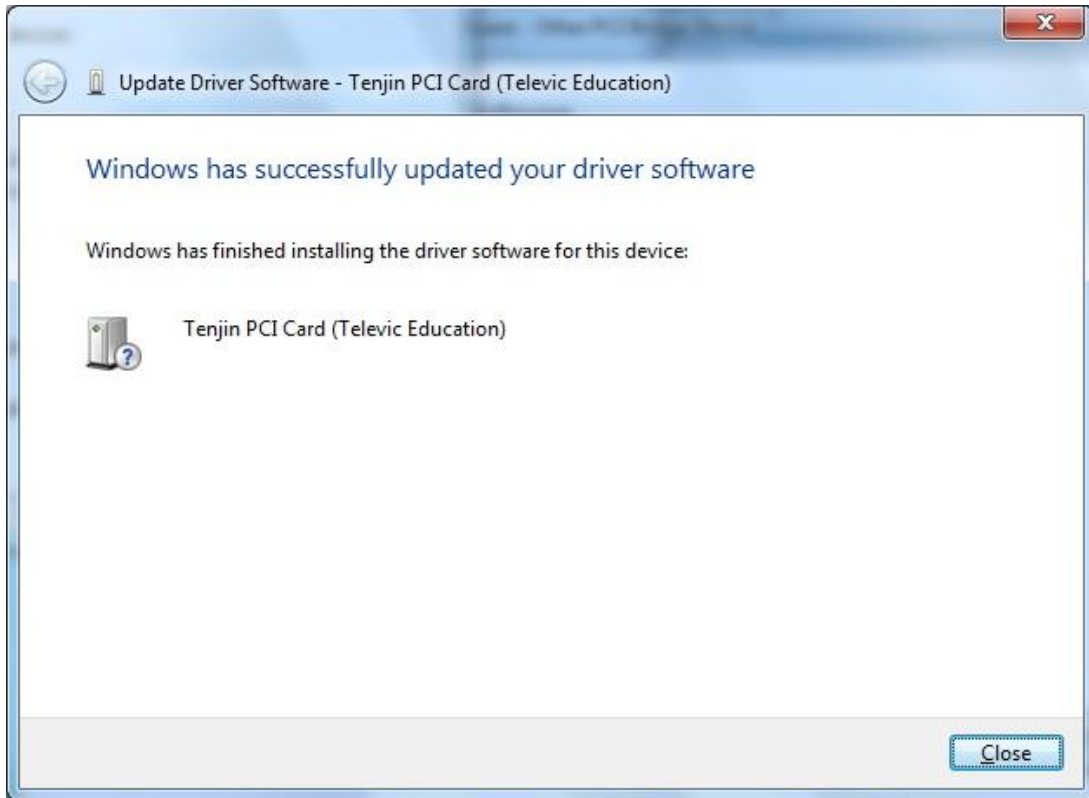 Update Driver Software - Tenjin PCI Card (Televic Education)
Windows has successfully updated your driver software
Windows has finished installing the driver software for this device:
Tenjin PCI Card (Televic Education)
Close